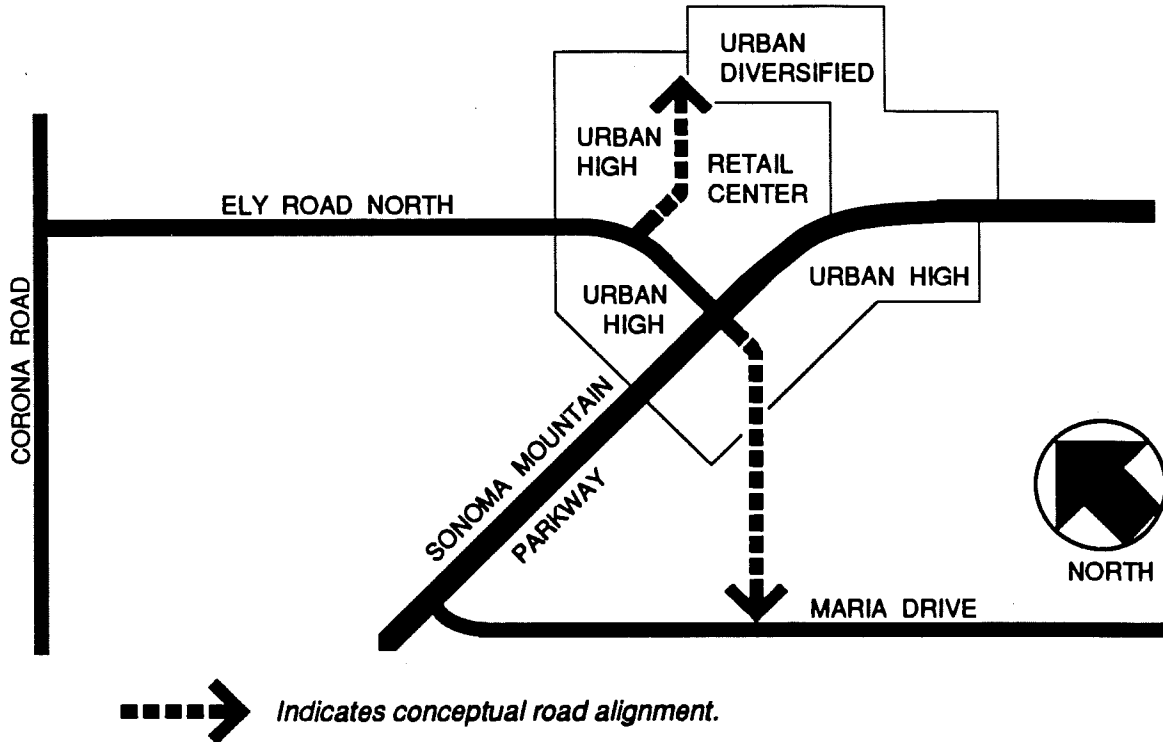 URBAN
DIVERSIFIED
URBAN
HIGH
RETAIL
CENTER
ELY ROAD NORTH
URBAN HIGH
URBAN
HIGH
CORONA ROAD
SONOMA MOUNTAIN
PARKWAY
NORTH
MARIA DRIVE
Indicates conceptual road alignment.